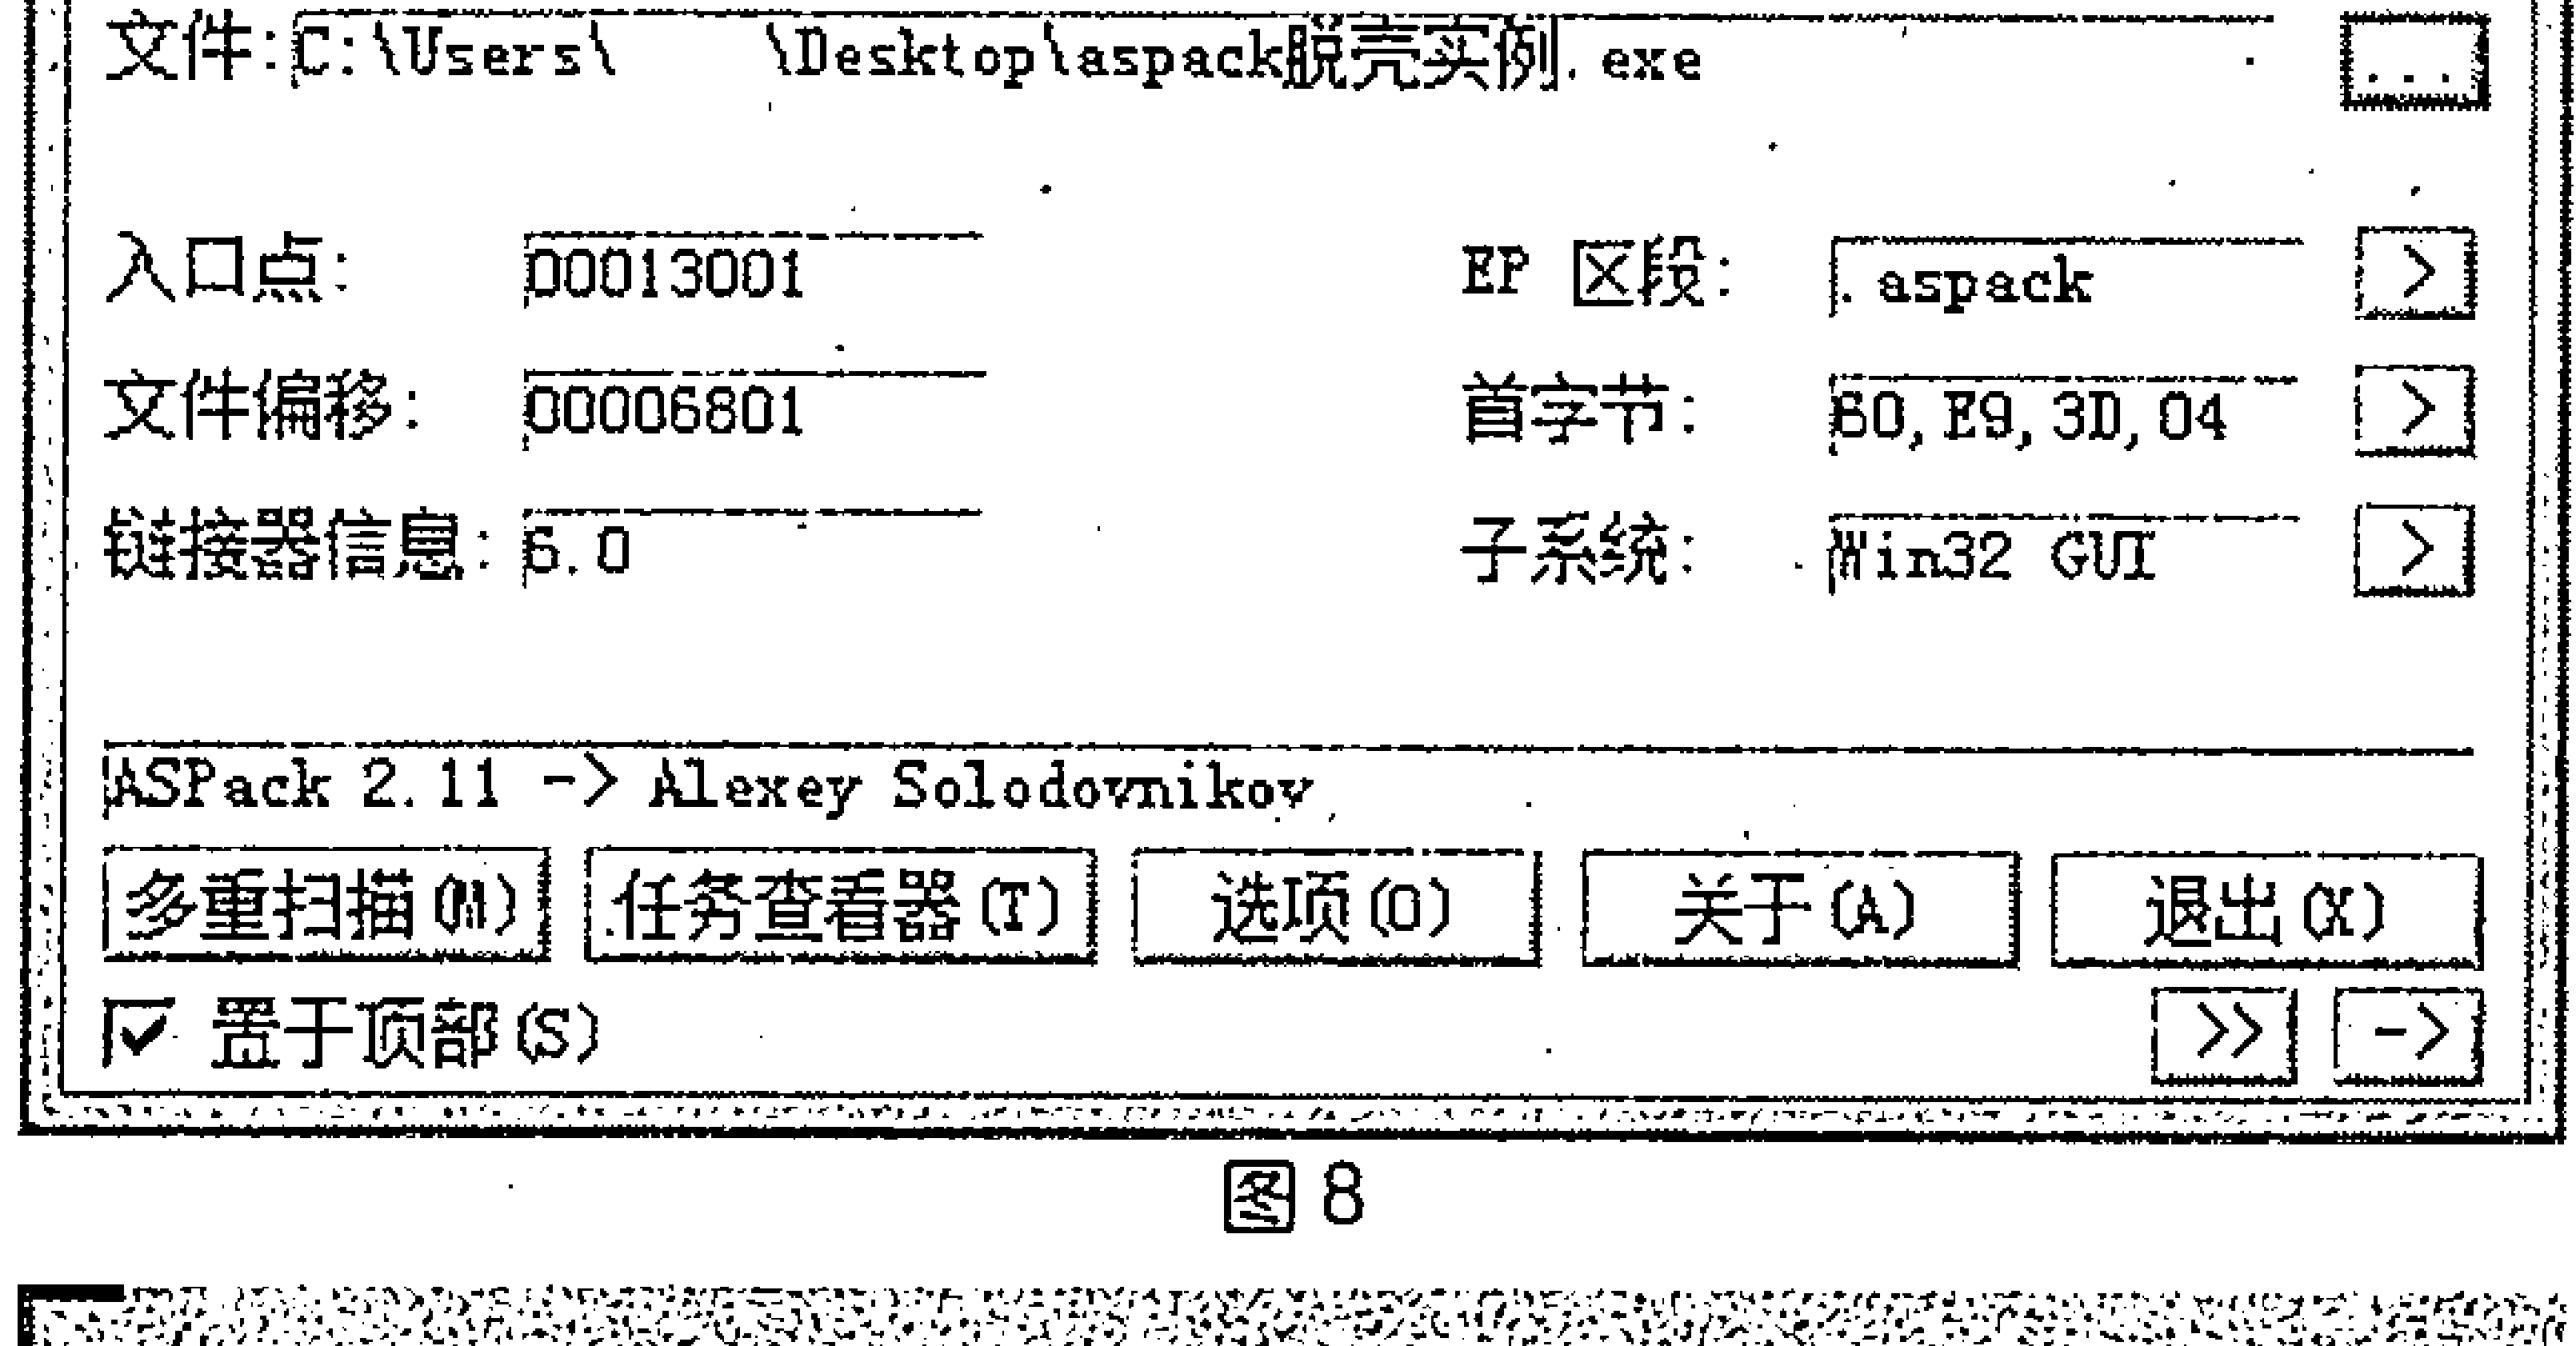 文件: C:\Users\ \Desktop\aspack脱壳实例.exe ...
入口点: 00013001 EP 区段: .aspack >
文件偏移: 00006801 首字节: 60,E9,3D,04 >
链接器信息: 6.0 子系统: Win32 GUI >
ASPack 2.11 -> Alexey Solodovnikov
多重扫描(M) 任务查看器(T) 选项(O) 关于(A) 退出(X)
置于顶部(S) >> ->
图 8